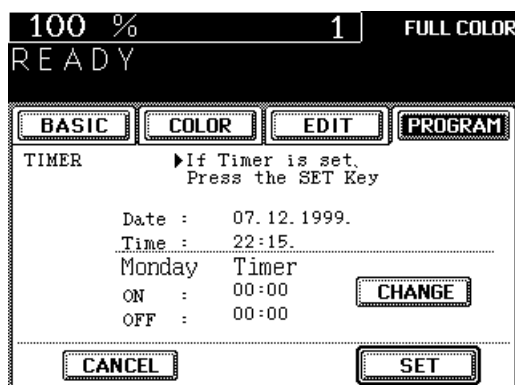 100 % 1 FULL COLOR
READY
BASIC COLOR EDIT PROGRAM
TIMER ▶If Timer is set、
Press the SET Key
Date : 07.12.1999.
Time : 22:15.
Monday Timer
ON : 00:00
CHANGE
OFF : 00:00
CANCEL SET